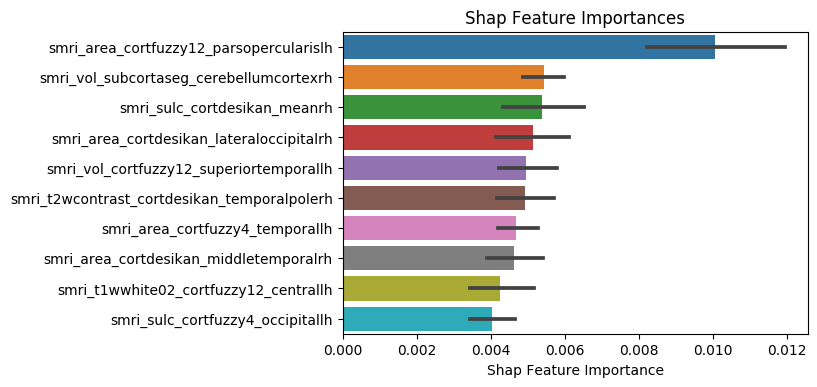 Shap Feature Importances
smri_area_cortfuzzy12_parsopercularislh
smri_vol_subcortaseg_cerebellumcortexrh
smri_sulc_cortdesikan_meanrh
smri_area_cortdesikan_lateraloccipitalrh
smri_vol_cortfuzzy12_superiortemporallh
smri_t2wcontrast_cortdesikan_temporalpolerh
smri_area_cortfuzzy4_temporallh
smri_area_cortdesikan_middletemporalrh
smri_t1wwhite02_cortfuzzy12_centrallh
smri_sulc_cortfuzzy4_occipitallh
0.000 0.002 0.004 0.006 0.008 0.010 0.012
Shap Feature Importance